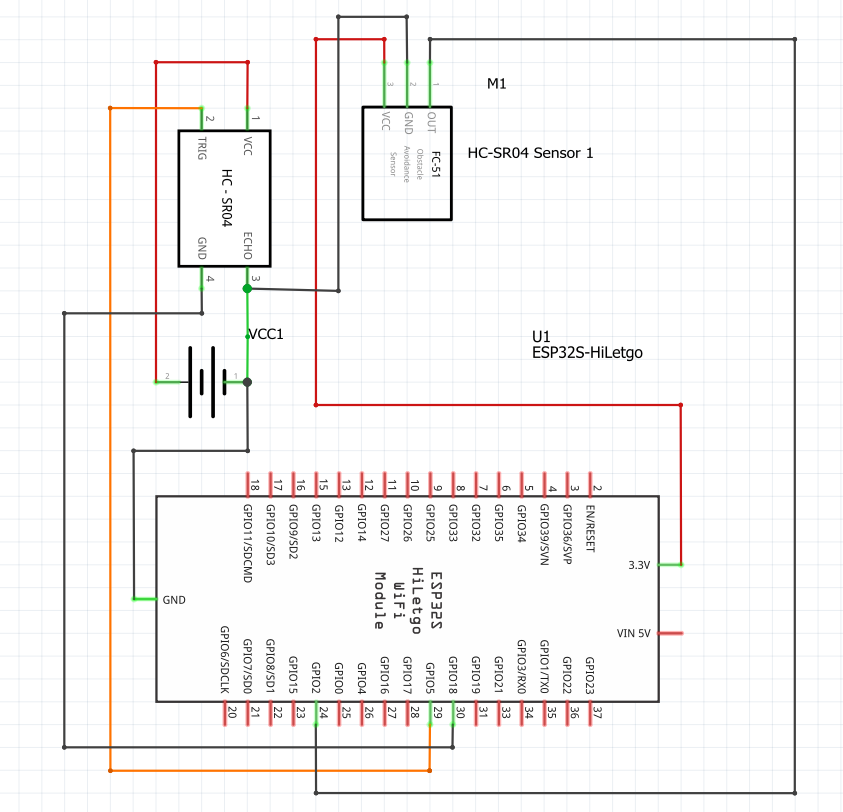 M1
HC-SR04 Sensor 1
3
2
1
VCC
GND
OUT
FC-51
Obstacle
Avoidance
Sensor
2
1
TRIG
VCC
HC - SR04
GND
ECHO
4
3
VCC1
2
1
U1
ESP32S-HiLetgo
18
17
16
15
13
12
11
10
9
8
7
6
5
4
3
2
GPIO11/SDCMD
GPIO10/SD3
GPIO9/SD2
GPIO13
GPIO12
GPIO14
GPIO27
GPIO26
GPIO25
GPIO33
GPIO32
GPIO35
GPIO34
GPIO39/SVN
GPIO36/SVP
EN/RESET
3.3V
VIN 5V
GND
ESP32S
HiLetgo
WiFi
Module
GPIO6/SDCLK
GPIO7/SD0
GPIO8/SD1
GPIO15
GPIO2
GPIO0
GPIO4
GPIO16
GPIO17
GPIO5
GPIO18
GPIO19
GPIO21
GPIO3/RX0
GPIO1/TX0
GPIO22
GPIO23
20
21
22
23
24
25
26
27
28
29
30
31
33
34
35
36
37